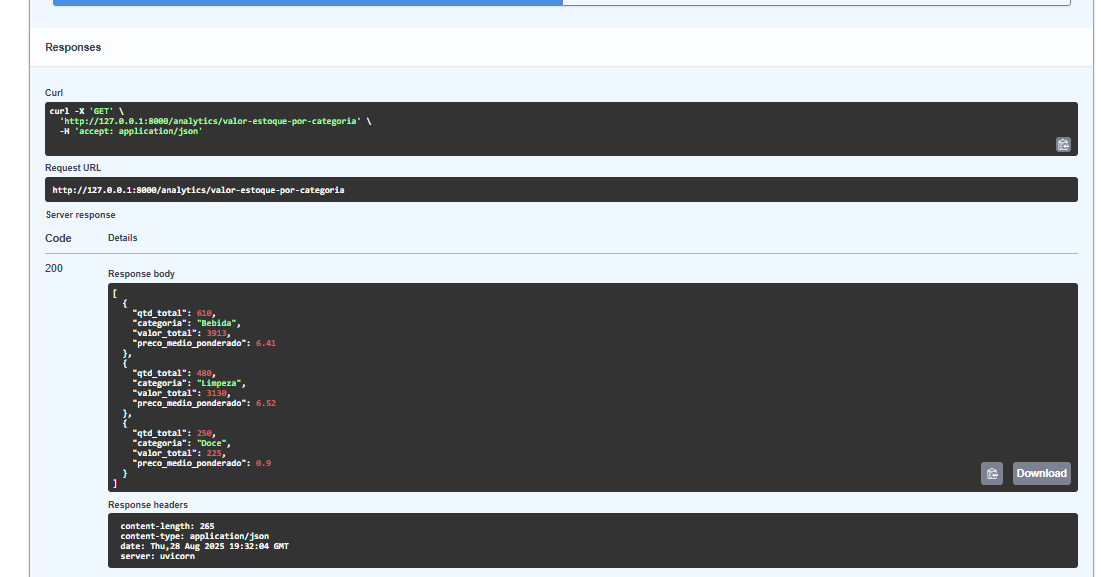 Responses
Curl
curl -X 'GET' \
'http://127.0.0.1:8000/analytics/valor-estoque-por-categoria' \
-H 'accept: application/json'
Request URL
http://127.0.0.1:8000/analytics/valor-estoque-por-categoria
Server response
Code Details
200
Response body
[
{
"qtd_total": 610,
"categoria": "Bebida",
"valor_total": 3913,
"preco_medio_ponderado": 6.41
},
{
"qtd_total": 480,
"categoria": "Limpeza",
"valor_total": 3130,
"preco_medio_ponderado": 6.52
},
{
"qtd_total": 250,
"categoria": "Doce",
"valor_total": 225,
"preco_medio_ponderado": 0.9
}
]
Download
Response headers
content-length: 265
content-type: application/json
date: Thu,28 Aug 2025 19:32:04 GMT
server: uvicorn